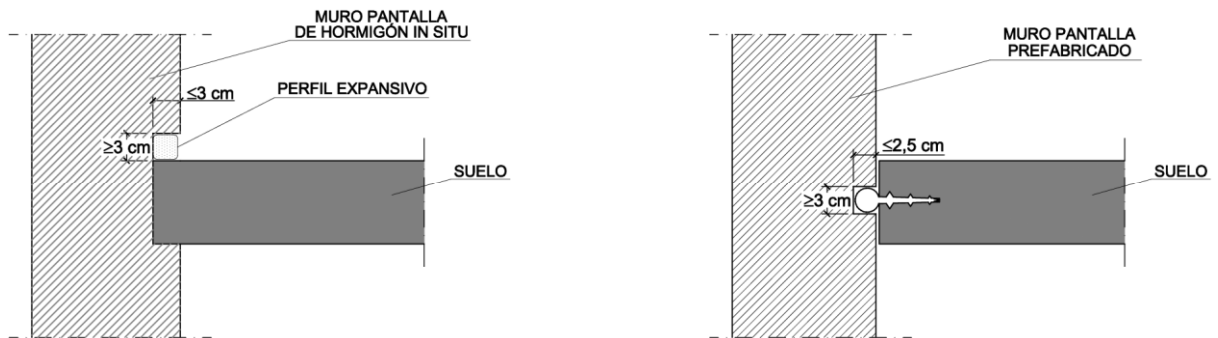 MURO PANTALLA
DE HORMIGÓN IN SITU
≤3 cm
PERFIL EXPANSIVO
≥3 cm
SUELO
MURO PANTALLA
PREFABRICADO
≤2,5 cm
≥3 cm
SUELO